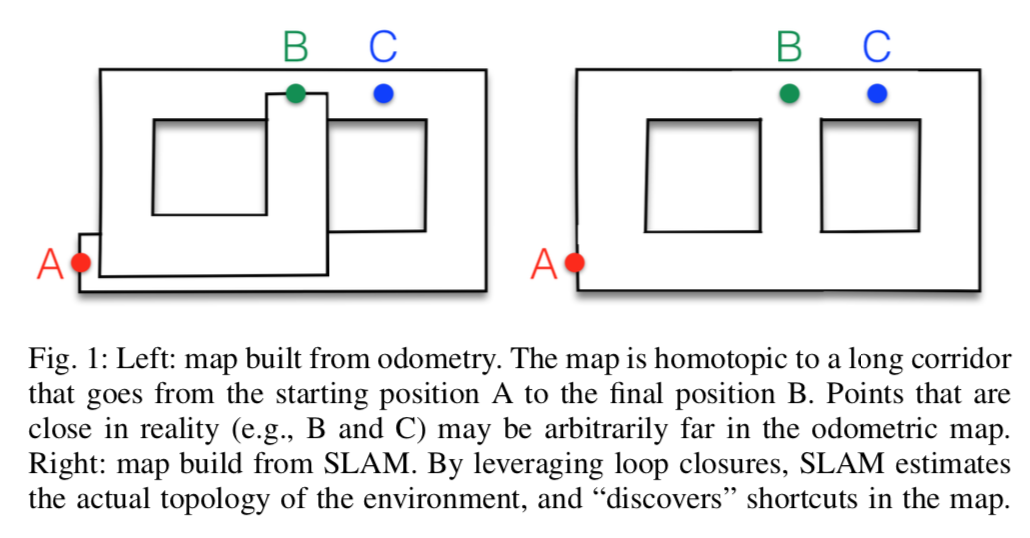 B C B C
A A
Fig. 1: Left: map built from odometry. The map is homotopic to a long corridor
that goes from the starting position A to the final position B. Points that are
close in reality (e.g., B and C) may be arbitrarily far in the odometric map.
Right: map build from SLAM. By leveraging loop closures, SLAM estimates
the actual topology of the environment, and “discovers” shortcuts in the map.